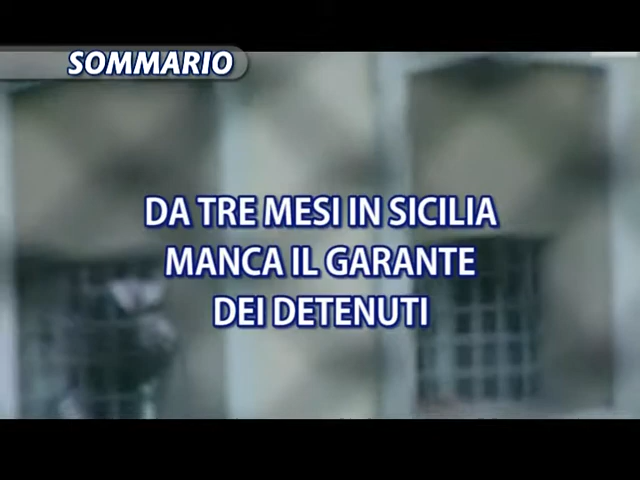 SOMMARIO
DA TRE MESI IN SICILIA
MANCA IL GARANTE
DEI DETENUTI